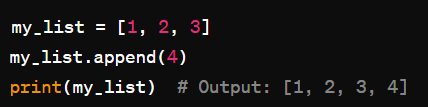 my_list = [1, 2, 3]
my_list.append(4)
print(my_list)  # Output: [1, 2, 3, 4]